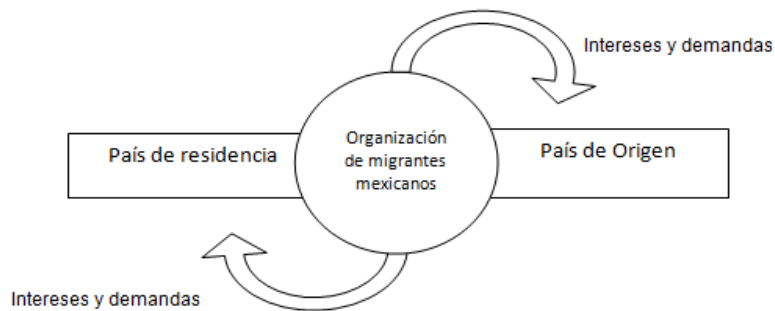 Intereses y demandas
País de residencia
Organización
de migrantes
mexicanos
País de Origen
Intereses y demandas